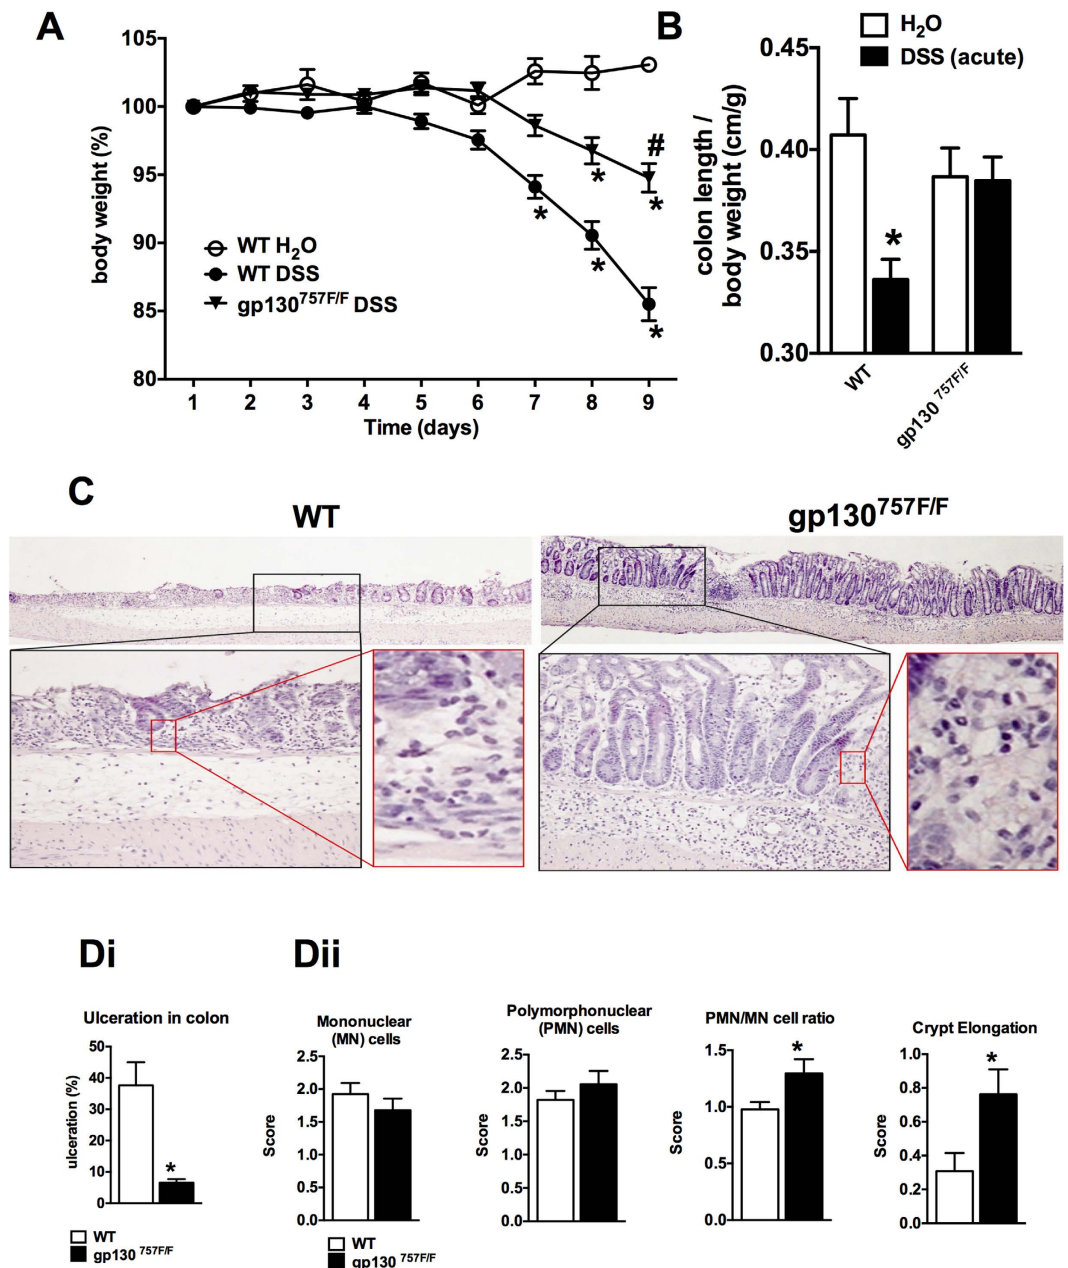 A
105
100
95
90
85
80
body weight (%)
WT H₂O
WT DSS
gp130⁷⁵⁷ᶠ/ᶠ DSS
*
*
*
*
*
#
1 2 3 4 5 6 7 8 9
Time (days)
B
H₂O
DSS (acute)
0.45
0.40
0.35
0.30
colon length /
body weight (cm/g)
*
WT
gp130 ⁷⁵⁷ᶠ/ᶠ
C
WT
gp130⁷⁵⁷ᶠ/ᶠ
Di
Ulceration in colon
50
40
30
20
10
0
ulceration (%)
*
WT
gp130 ⁷⁵⁷ᶠ/ᶠ
Dii
Mononuclear
(MN) cells
2.5
2.0
1.5
1.0
0.5
0.0
Score
WT
gp130 ⁷⁵⁷ᶠ/ᶠ
Polymorphonuclear
(PMN) cells
2.5
2.0
1.5
1.0
0.5
0.0
Score
PMN/MN cell ratio
1.5
1.0
0.5
0.0
Score
*
Crypt Elongation
1.0
0.8
0.6
0.4
0.2
0.0
Score
*